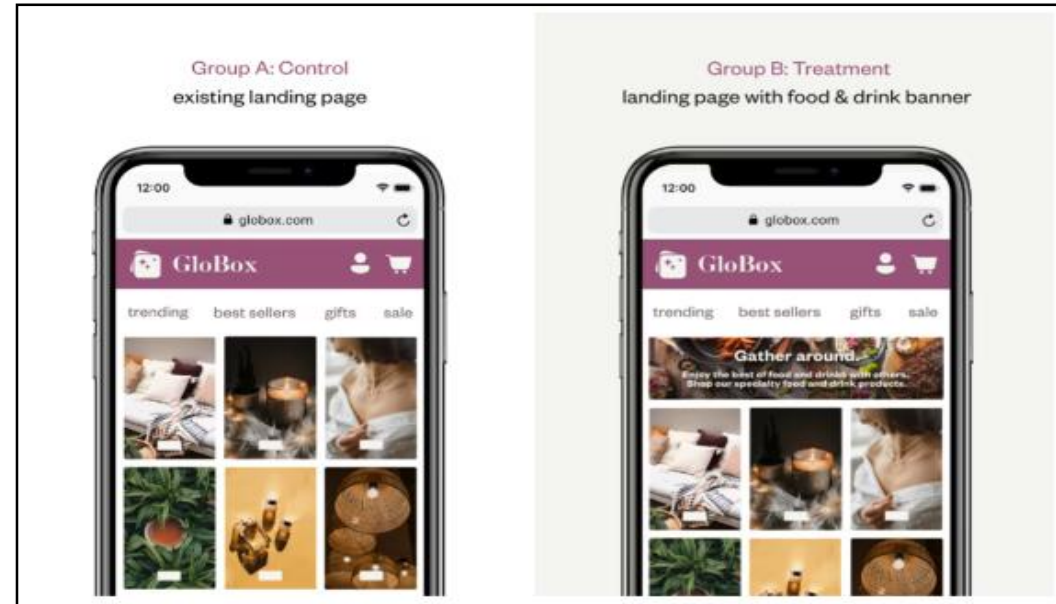 Group A: Control
existing landing page
12:00
globox.com
GloBox
trending best sellers gifts sale
Group B: Treatment
landing page with food & drink banner
12:00
globox.com
GloBox
trending best sellers gifts sale
Gather around.
Enjoy the best of food and drinks with others.
Shop our specialty food and drink products.